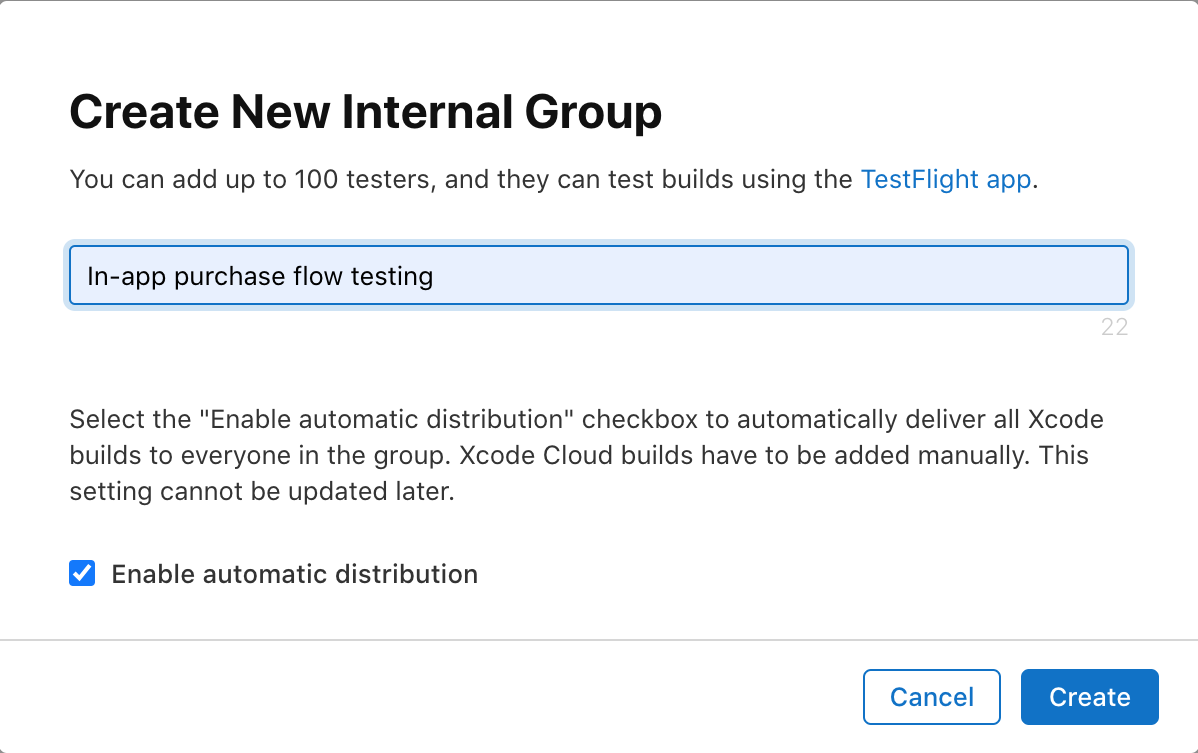 Create New Internal Group
You can add up to 100 testers, and they can test builds using the TestFlight app.
In-app purchase flow testing
22
Select the "Enable automatic distribution" checkbox to automatically deliver all Xcode
builds to everyone in the group. Xcode Cloud builds have to be added manually. This
setting cannot be updated later.
Enable automatic distribution
Cancel
Create